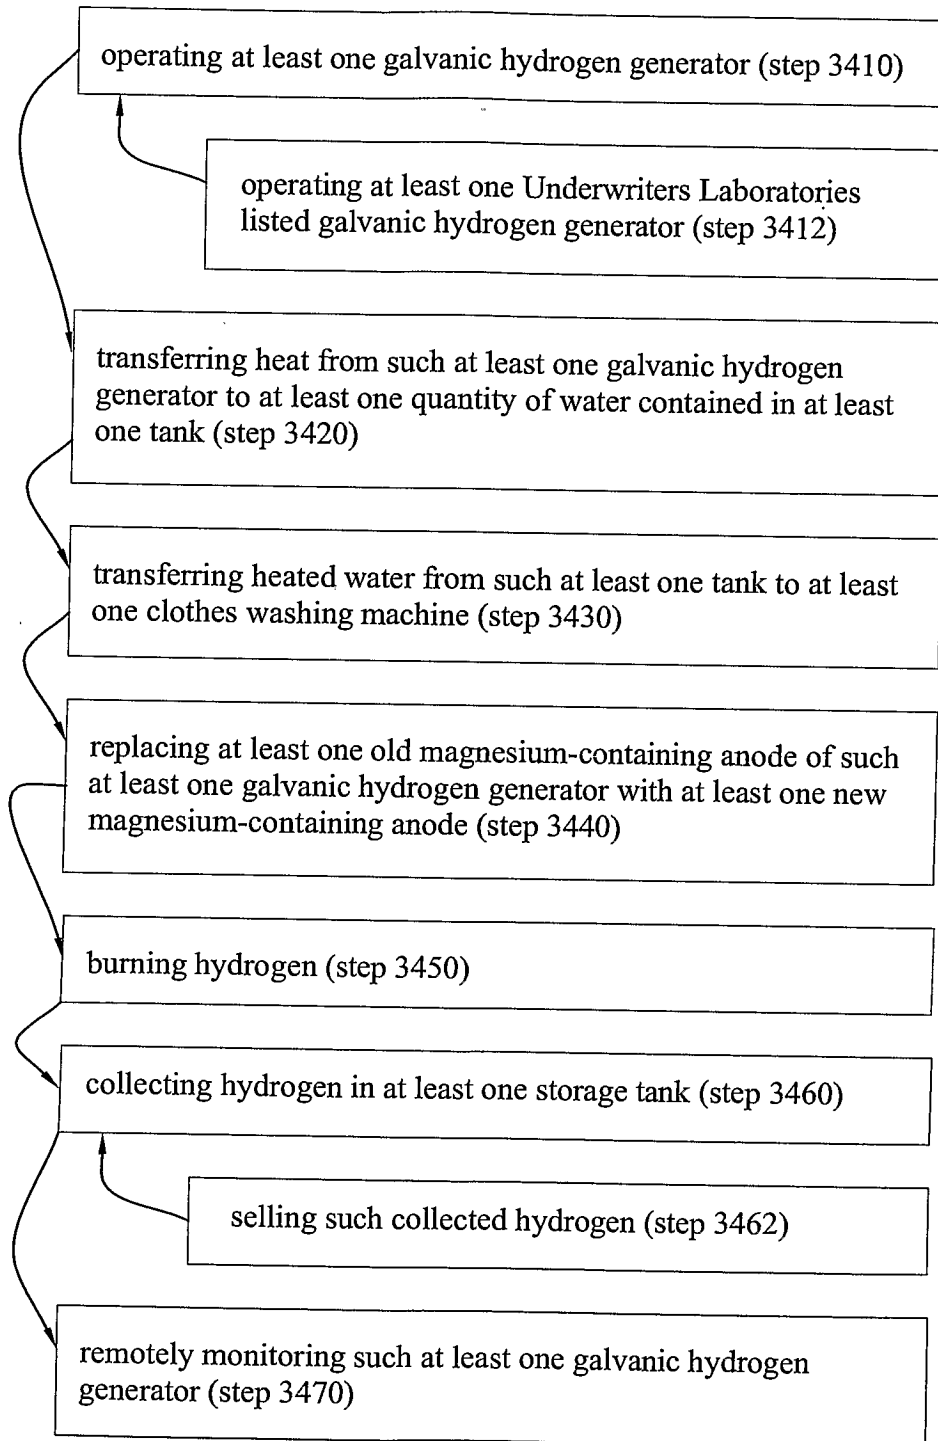 operating at least one galvanic hydrogen generator (step 3410)
operating at least one Underwriters Laboratories
listed galvanic hydrogen generator (step 3412)
transferring heat from such at least one galvanic hydrogen
generator to at least one quantity of water contained in at least
one tank (step 3420)
transferring heated water from such at least one tank to at least
one clothes washing machine (step 3430)
replacing at least one old magnesium-containing anode of such
at least one galvanic hydrogen generator with at least one new
magnesium-containing anode (step 3440)
burning hydrogen (step 3450)
collecting hydrogen in at least one storage tank (step 3460)
selling such collected hydrogen (step 3462)
remotely monitoring such at least one galvanic hydrogen
generator (step 3470)